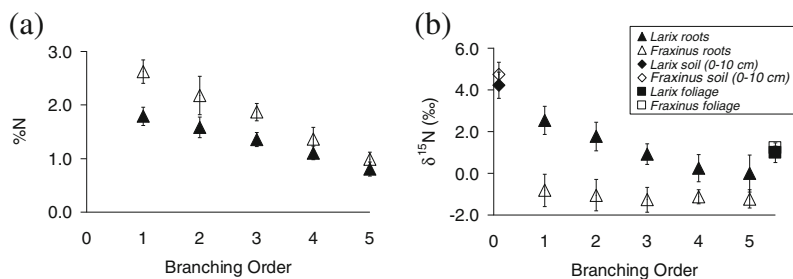 (a)
%N
3.0
2.0
1.0
0.0
0 1 2 3 4 5
Branching Order
(b)
δ15N (‰)
6.0
4.0
2.0
0.0
-2.0
0 1 2 3 4 5
Branching Order
Larix roots
Fraxinus roots
Larix soil (0-10 cm)
Fraxinus soil (0-10 cm)
Larix foliage
Fraxinus foliage